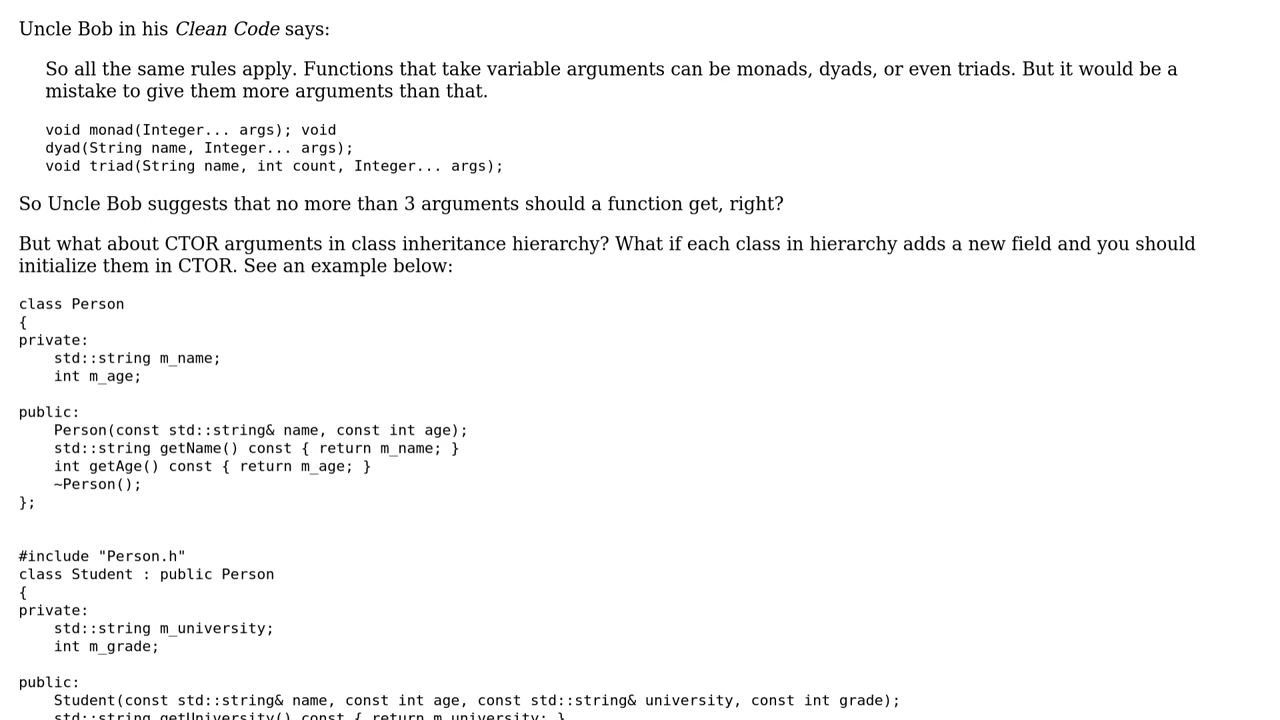 Uncle Bob in his Clean Code says:
So all the same rules apply. Functions that take variable arguments can be monads, dyads, or even triads. But it would be a
mistake to give them more arguments than that.
void monad(Integer... args); void
dyad(String name, Integer... args);
void triad(String name, int count, Integer... args);
So Uncle Bob suggests that no more than 3 arguments should a function get, right?
But what about CTOR arguments in class inheritance hierarchy? What if each class in hierarchy adds a new field and you should
initialize them in CTOR. See an example below:
class Person
{
private:
    std::string m_name;
    int m_age;
public:
    Person(const std::string& name, const int age);
    std::string getName() const { return m_name; }
    int getAge() const { return m_age; }
    ~Person();
};
#include "Person.h"
class Student : public Person
{
private:
    std::string m_university;
    int m_grade;
public:
    Student(const std::string& name, const int age, const std::string& university, const int grade);
    std::string getUniversity() const { return m_university; }